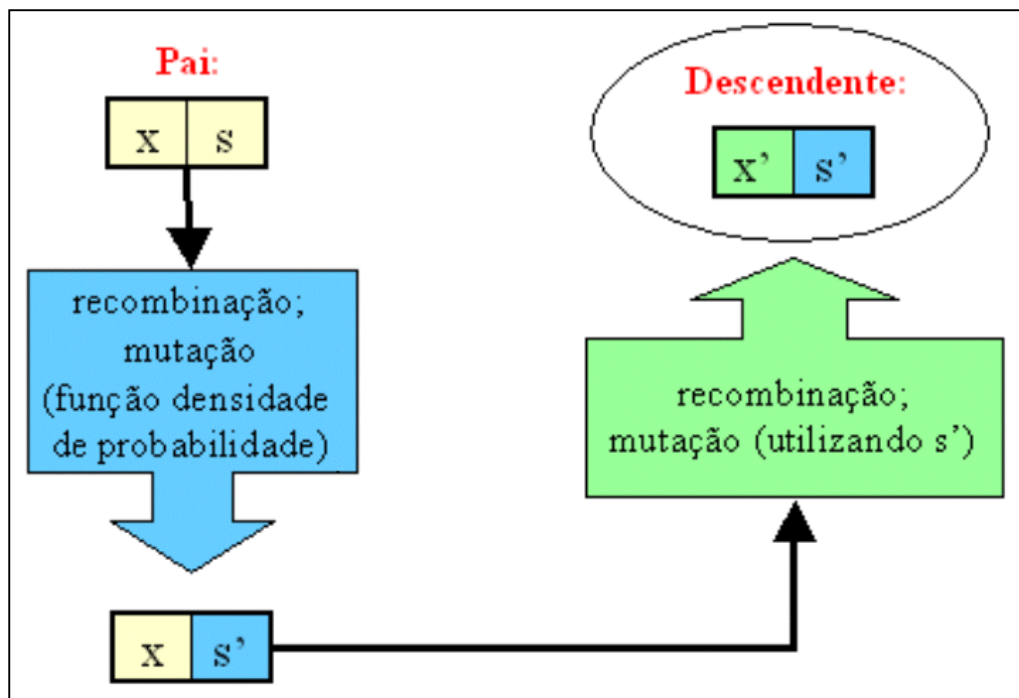 Pai:
x s
recombinação;
mutação
(função densidade
de probabilidade)
x s’
recombinação;
mutação (utilizando s’)
Descendente:
x’ s’